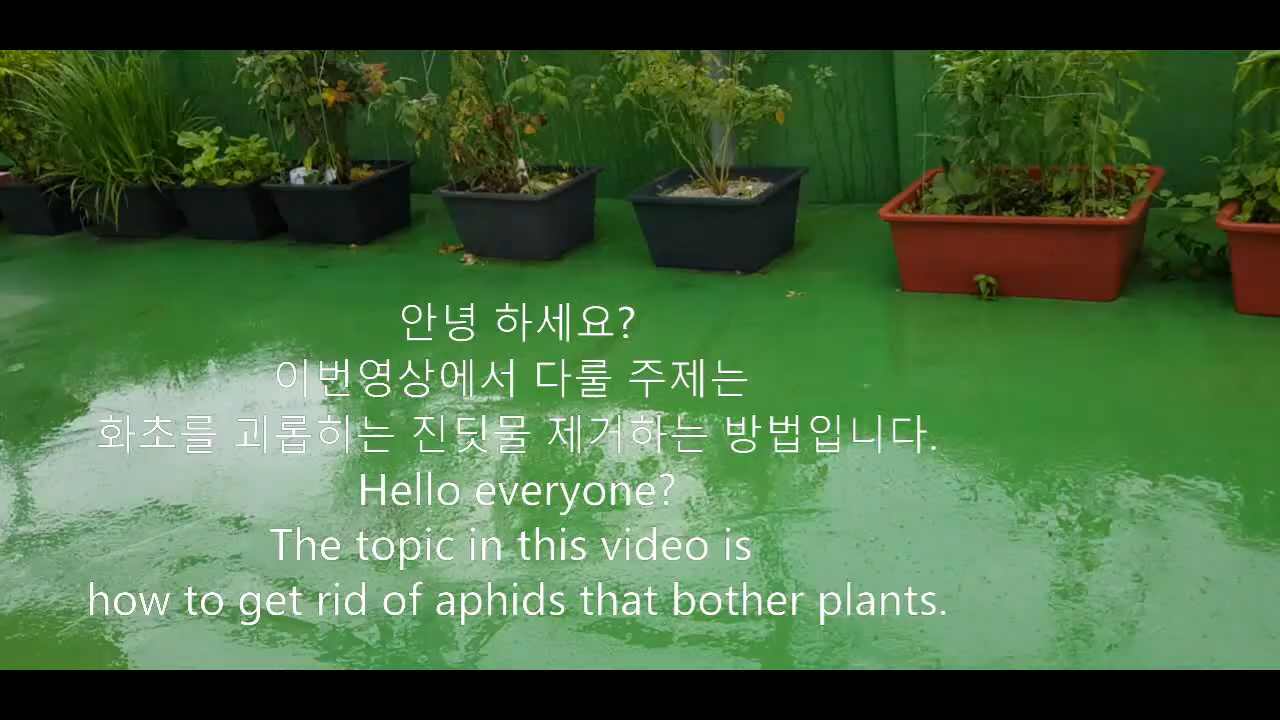 안녕 하세요?
이번영상에서 다룰 주제는
화초를 괴롭히는 진딧물 제거하는 방법입니다.
Hello everyone?
The topic in this video is
how to get rid of aphids that bother plants.